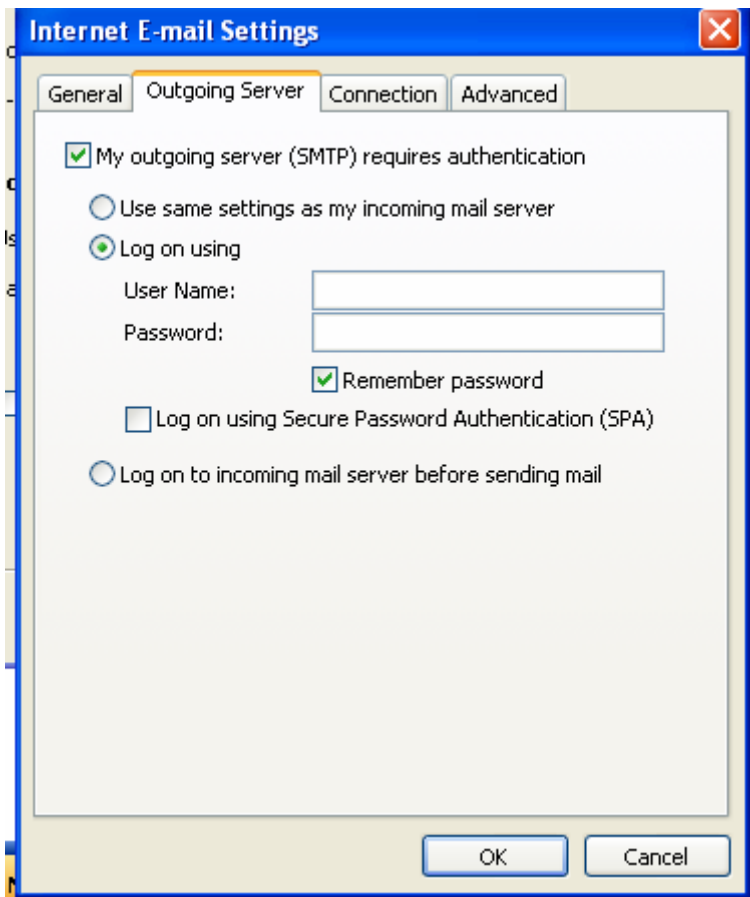 Internet E-mail Settings
General Outgoing Server Connection Advanced
My outgoing server (SMTP) requires authentication
Use same settings as my incoming mail server
Log on using
User Name:
Password:
Remember password
Log on using Secure Password Authentication (SPA)
Log on to incoming mail server before sending mail
OK Cancel